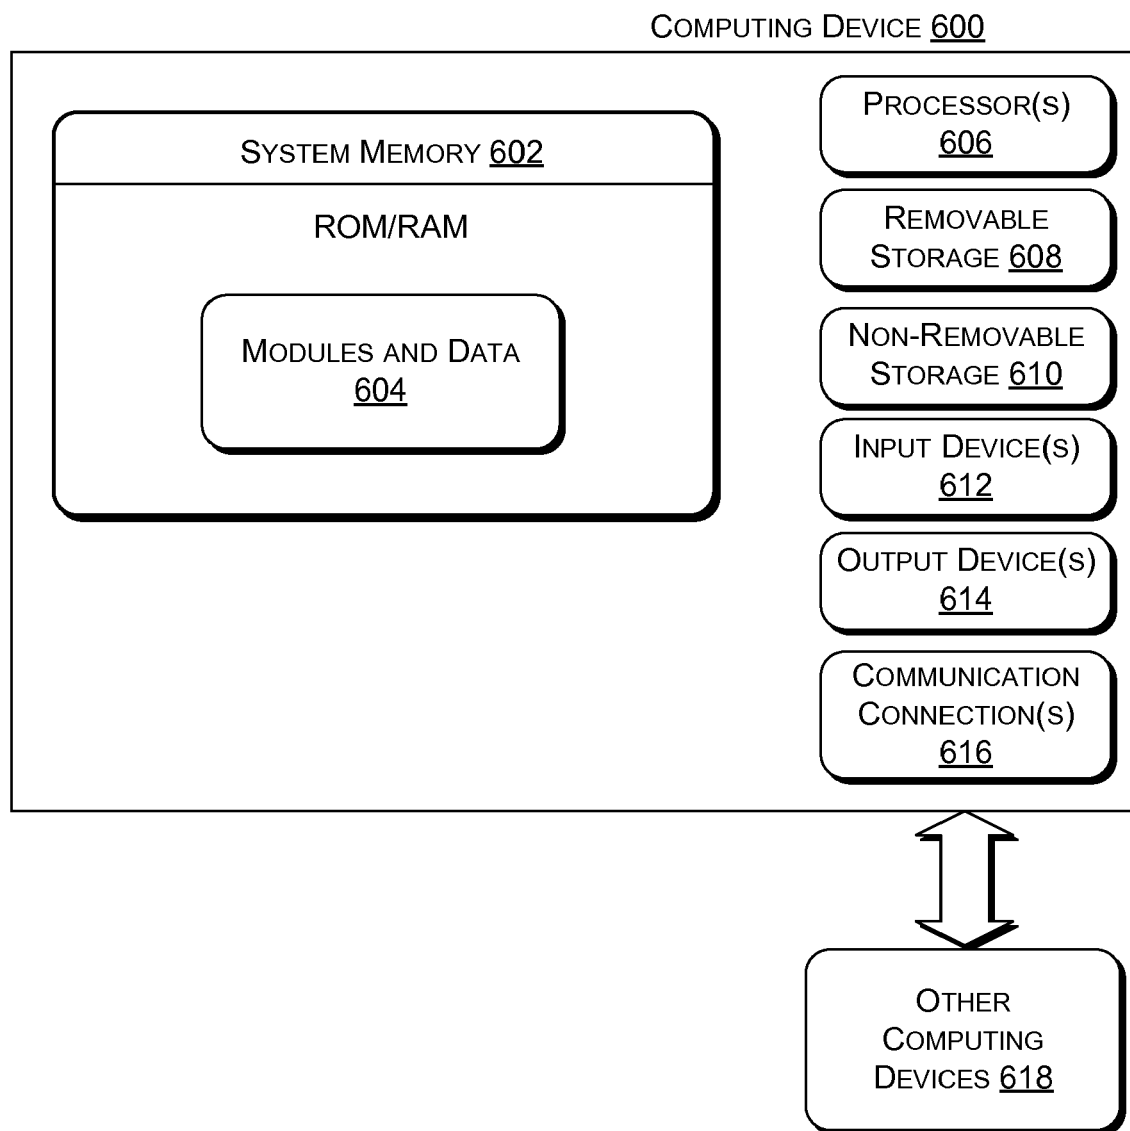 COMPUTING DEVICE 600
SYSTEM MEMORY 602
ROM/RAM
MODULES AND DATA
604
PROCESSOR(S)
606
REMOVABLE
STORAGE 608
NON-REMOVABLE
STORAGE 610
INPUT DEVICE(S)
612
OUTPUT DEVICE(S)
614
COMMUNICATION
CONNECTION(S)
616
OTHER
COMPUTING
DEVICES 618